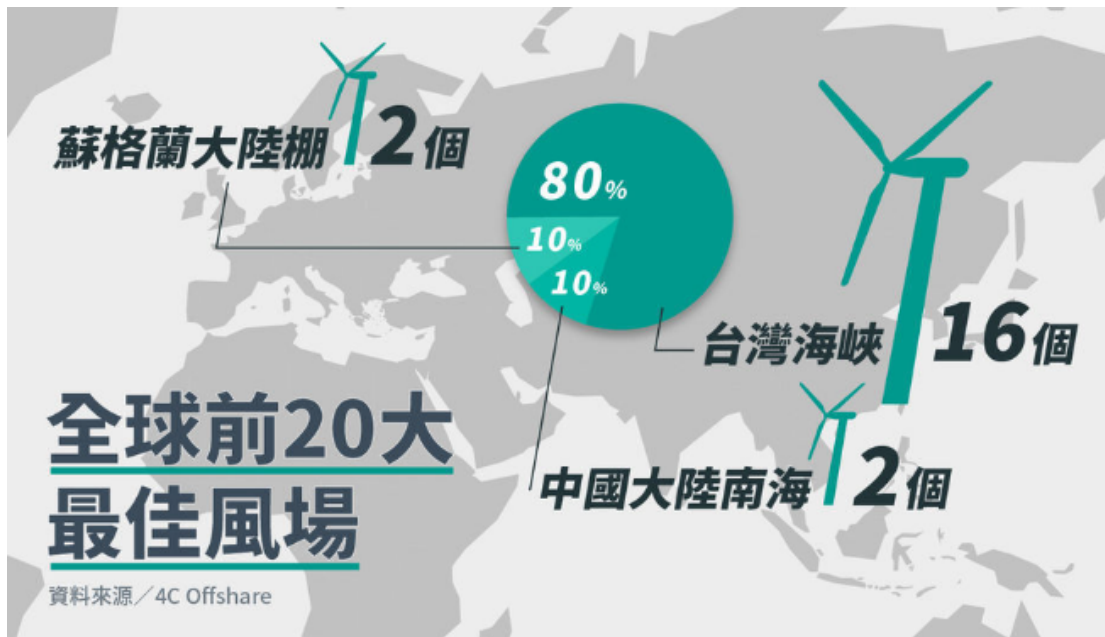 蘇格蘭大陸棚 2個
80%
10%
10%
台灣海峽 16個
中國大陸南海 2個
全球前20大
最佳風場
資料來源／4C Offshare